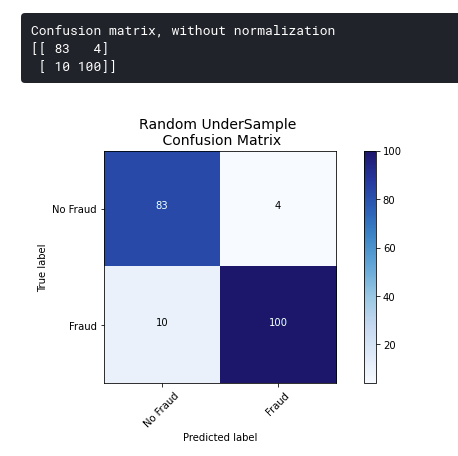 Confusion matrix, without normalization
[[ 83   4]
 [ 10 100]]
Random UnderSample
Confusion Matrix
True label
No Fraud
Fraud
83
4
10
100
No Fraud
Fraud
Predicted label
100
80
60
40
20